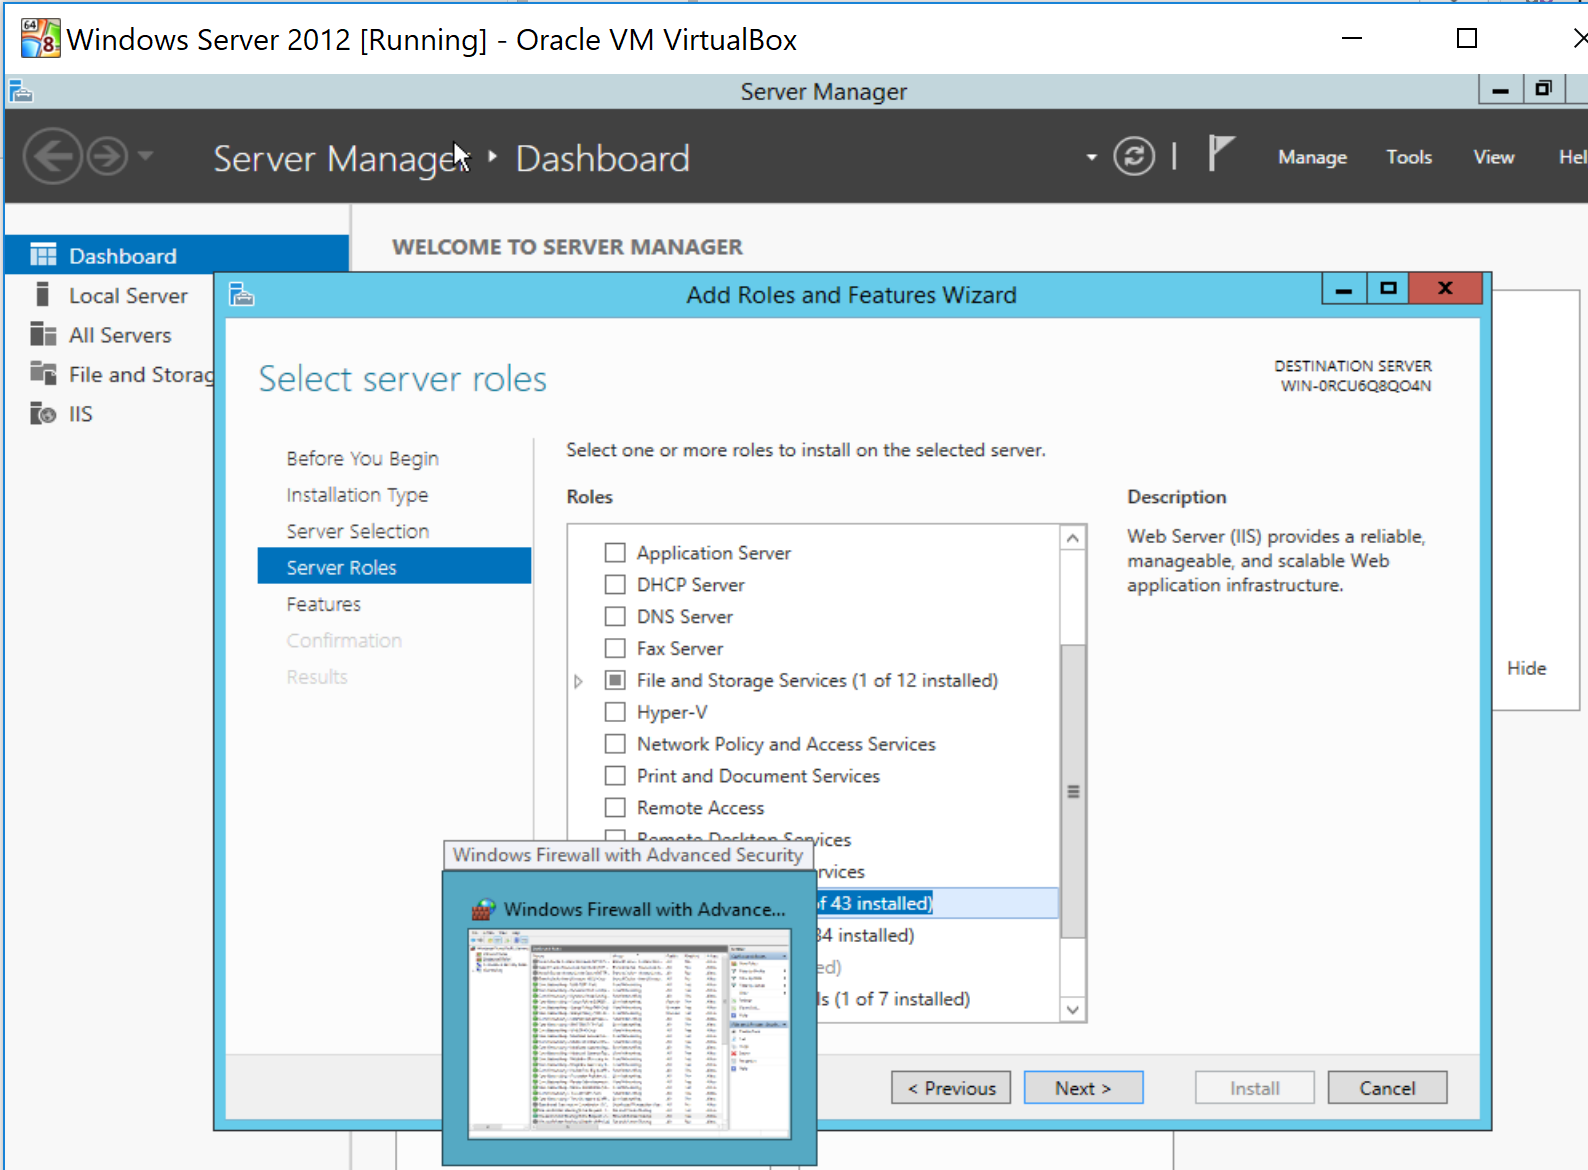 Windows Server 2012 [Running] - Oracle VM VirtualBox
Server Manager
Server Manager ‣ Dashboard
Manage
Tools
View
Hel
Dashboard
Local Server
All Servers
File and Storag
IIS
WELCOME TO SERVER MANAGER
Add Roles and Features Wizard
Select server roles
DESTINATION SERVER
WIN-0RCU6Q8QO4N
Before You Begin
Installation Type
Server Selection
Server Roles
Features
Confirmation
Results
Select one or more roles to install on the selected server.
Roles
Application Server
DHCP Server
DNS Server
Fax Server
File and Storage Services (1 of 12 installed)
Hyper-V
Network Policy and Access Services
Print and Document Services
Remote Access
Remote Desktop Services
rvices
of 43 installed)
34 installed)
ed)
ls (1 of 7 installed)
Description
Web Server (IIS) provides a reliable,
manageable, and scalable Web
application infrastructure.
Hide
Windows Firewall with Advanced Security
Windows Firewall with Advance...
< Previous
Next >
Install
Cancel